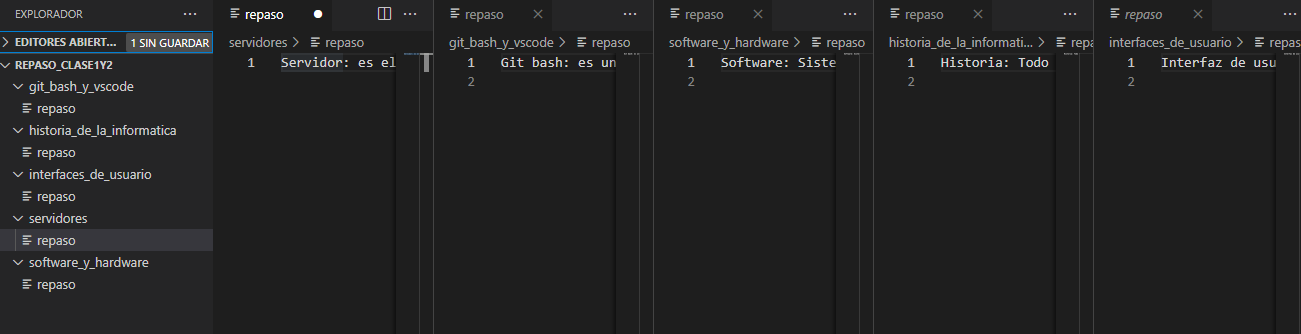 EXPLORADOR
EDITORES ABIERT... 1 SIN GUARDAR
REPASO_CLASE1Y2
git_bash_y_vscode
repaso
historia_de_la_informatica
repaso
interfaces_de_usuario
repaso
servidores
repaso
software_y_hardware
repaso
repaso
servidores > repaso
1 Servidor: es el
repaso
git_bash_y_vscode > repaso
1 Git bash: es un
2
repaso
software_y_hardware > repaso
1 Software: Siste
2
repaso
historia_de_la_informati... > repaso
1 Historia: Todo
2
repaso
interfaces_de_usuario > repas
1 Interfaz de usu
2